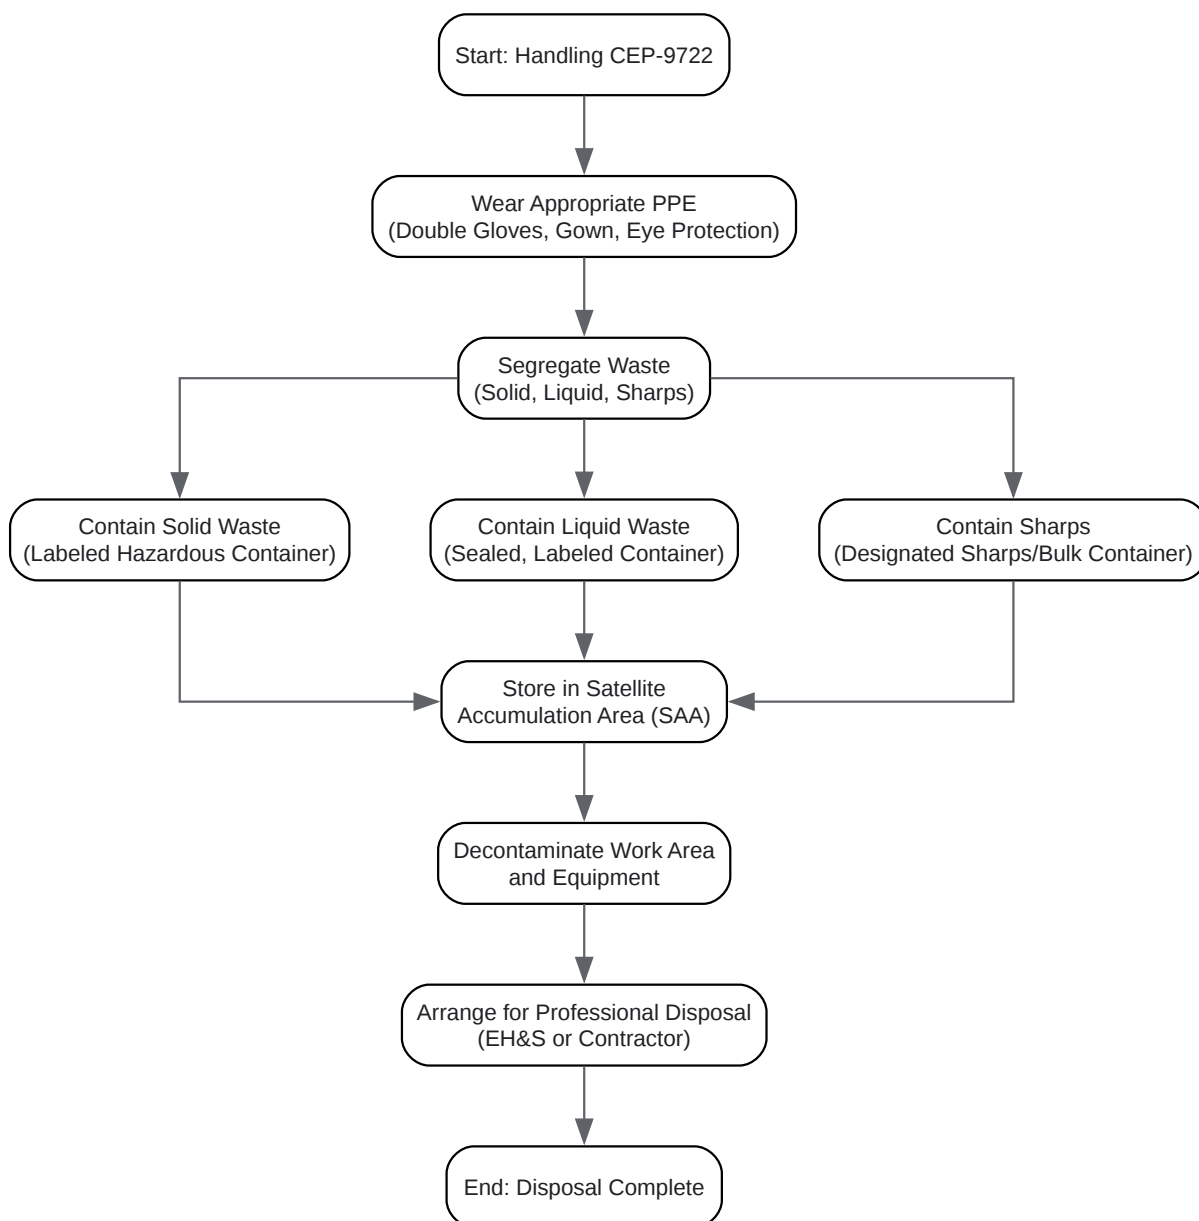 Start: Handling CEP-9722
Wear Appropriate PPE
(Double Gloves, Gown, Eye Protection)
Segregate Waste
(Solid, Liquid, Sharps)
Contain Solid Waste
(Labeled Hazardous Container)
Contain Liquid Waste
(Sealed, Labeled Container)
Contain Sharps
(Designated Sharps/Bulk Container)
Store in Satellite
Accumulation Area (SAA)
Decontaminate Work Area
and Equipment
Arrange for Professional Disposal
(EH&S or Contractor)
End: Disposal Complete